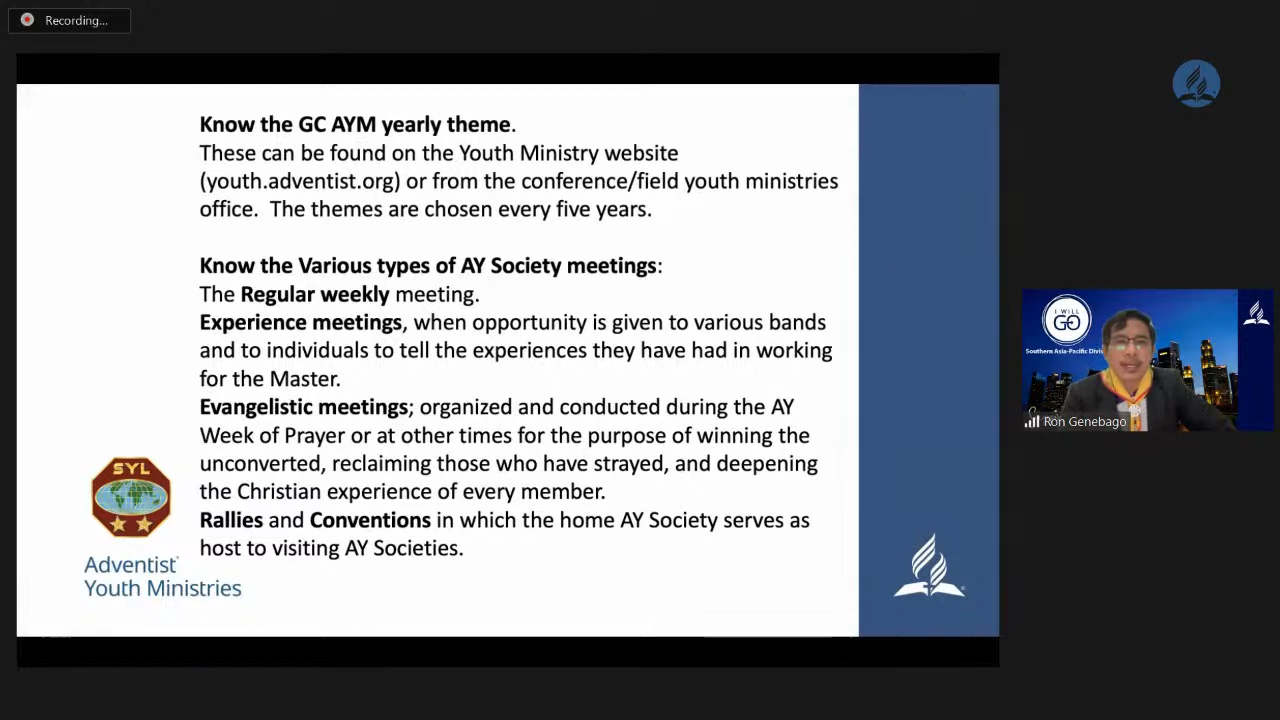 Recording...
Know the GC AYM yearly theme.
These can be found on the Youth Ministry website
(youth.adventist.org) or from the conference/field youth ministries
office.  The themes are chosen every five years.
Know the Various types of AY Society meetings:
The Regular weekly meeting.
Experience meetings, when opportunity is given to various bands
and to individuals to tell the experiences they have had in working
for the Master.
Evangelistic meetings; organized and conducted during the AY
Week of Prayer or at other times for the purpose of winning the
unconverted, reclaiming those who have strayed, and deepening
the Christian experience of every member.
Rallies and Conventions in which the home AY Society serves as
host to visiting AY Societies.
SYL
Adventist
Youth Ministries
I WILL
GO
Southern Asia-Pacific Divis
Ron Genebago